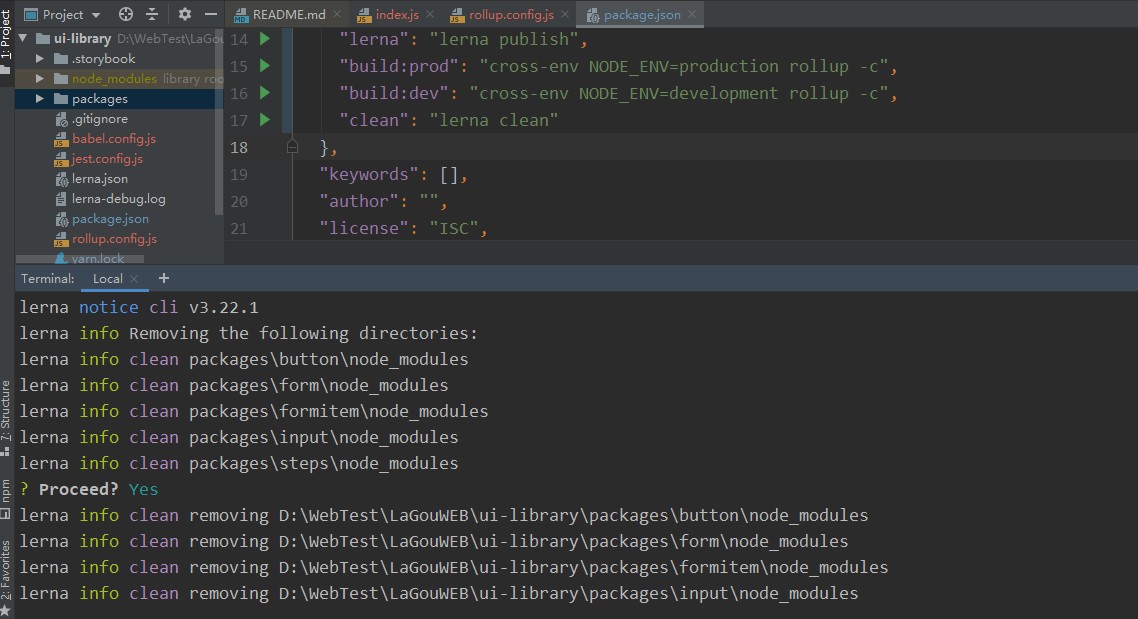 Project
README.md
index.js
rollup.config.js
package.json
1: Project
ui-library D:\WebTest\LaGou
.storybook
node_modules library roo
packages
.gitignore
babel.config.js
jest.config.js
lerna.json
lerna-debug.log
package.json
rollup.config.js
yarn.lock
14 "lerna": "lerna publish",
15 "build:prod": "cross-env NODE_ENV=production rollup -c",
16 "build:dev": "cross-env NODE_ENV=development rollup -c",
17 "clean": "lerna clean"
18 },
19 "keywords": [],
20 "author": "",
21 "license": "ISC",
Terminal: Local +
lerna notice cli v3.22.1
lerna info Removing the following directories:
lerna info clean packages\button\node_modules
lerna info clean packages\form\node_modules
lerna info clean packages\formitem\node_modules
lerna info clean packages\input\node_modules
lerna info clean packages\steps\node_modules
? Proceed? Yes
lerna info clean removing D:\WebTest\LaGouWEB\ui-library\packages\button\node_modules
lerna info clean removing D:\WebTest\LaGouWEB\ui-library\packages\form\node_modules
lerna info clean removing D:\WebTest\LaGouWEB\ui-library\packages\formitem\node_modules
lerna info clean removing D:\WebTest\LaGouWEB\ui-library\packages\input\node_modules
7: Structure
npm
2: Favorites